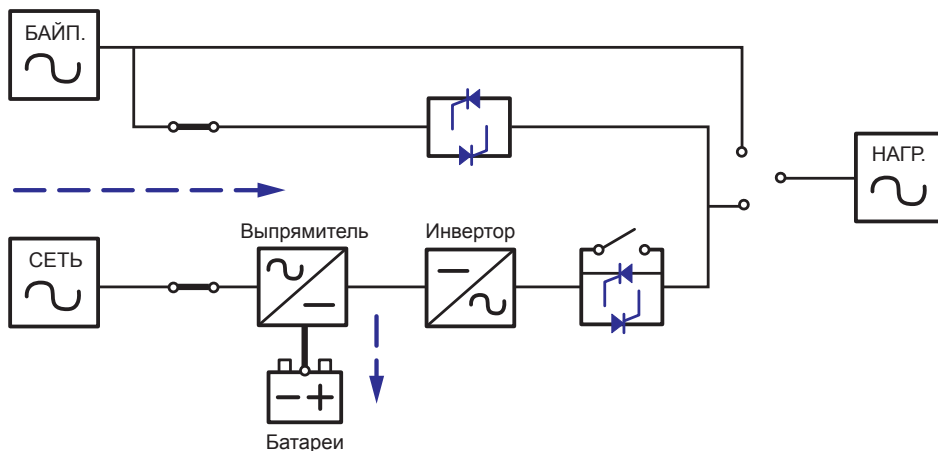 БАЙП.
НАГР.
Выпрямитель
Инвертор
СЕТЬ
Батареи